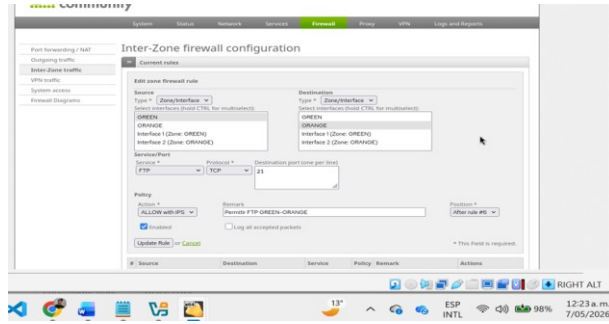 community
System Status Network Services Firewall Proxy VPN Logs and Reports
Inter-Zone firewall configuration
Port forwarding / NAT
Outgoing traffic
Inter-Zone traffic
VPN traffic
System access
Firewall Diagrams
Current rules
Edit zone firewall rule
Source Destination
Type * Zone/Interface Type * Zone/Interface
Select interfaces (hold CTRL for multiselect): Select interfaces (hold CTRL for multiselect):
GREEN GREEN
ORANGE ORANGE
Interface 1 (Zone: GREEN) Interface 1 (Zone: GREEN)
Interface 2 (Zone: ORANGE) Interface 2 (Zone: ORANGE)
Service/Port
Service * Protocol * Destination port (one per line)
FTP TCP 21
Policy
Action * Remark Position *
ALLOW with IPS Permitir FTP GREEN-ORANGE After rule #6
Enabled Log all accepted packets
Update Rule or Cancel * This Field is required.
# Source Destination Service Policy Remark Actions
RIGHT ALT
13° ESP INTL 98% 12:23 a. m. 7/05/2026